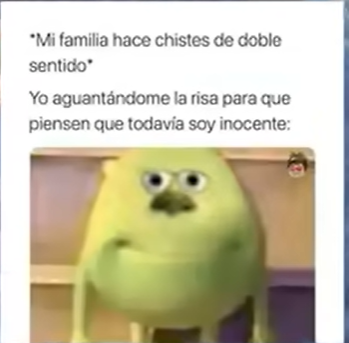 *Mi familia hace chistes de doble
sentido*
Yo aguantándome la risa para que
piensen que todavía soy inocente: